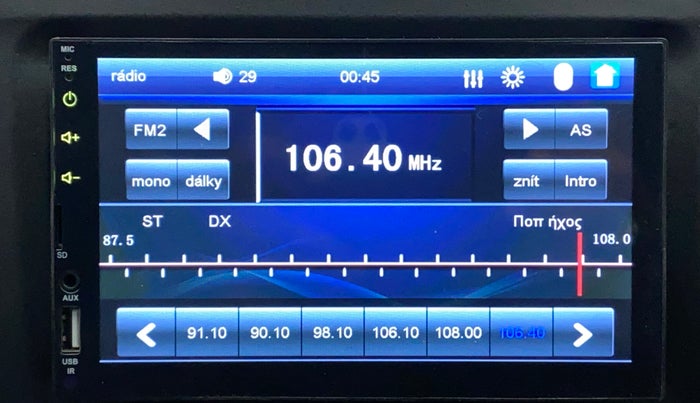 MIC
RES
rádio 29 00:45
FM2 AS
106.40 MHz
mono dálky znít Intro
ST DX Ποπ ήχος
87.5 108.0
SD
AUX
91.10 90.10 98.10 106.10 108.00 106.40
USB
IR